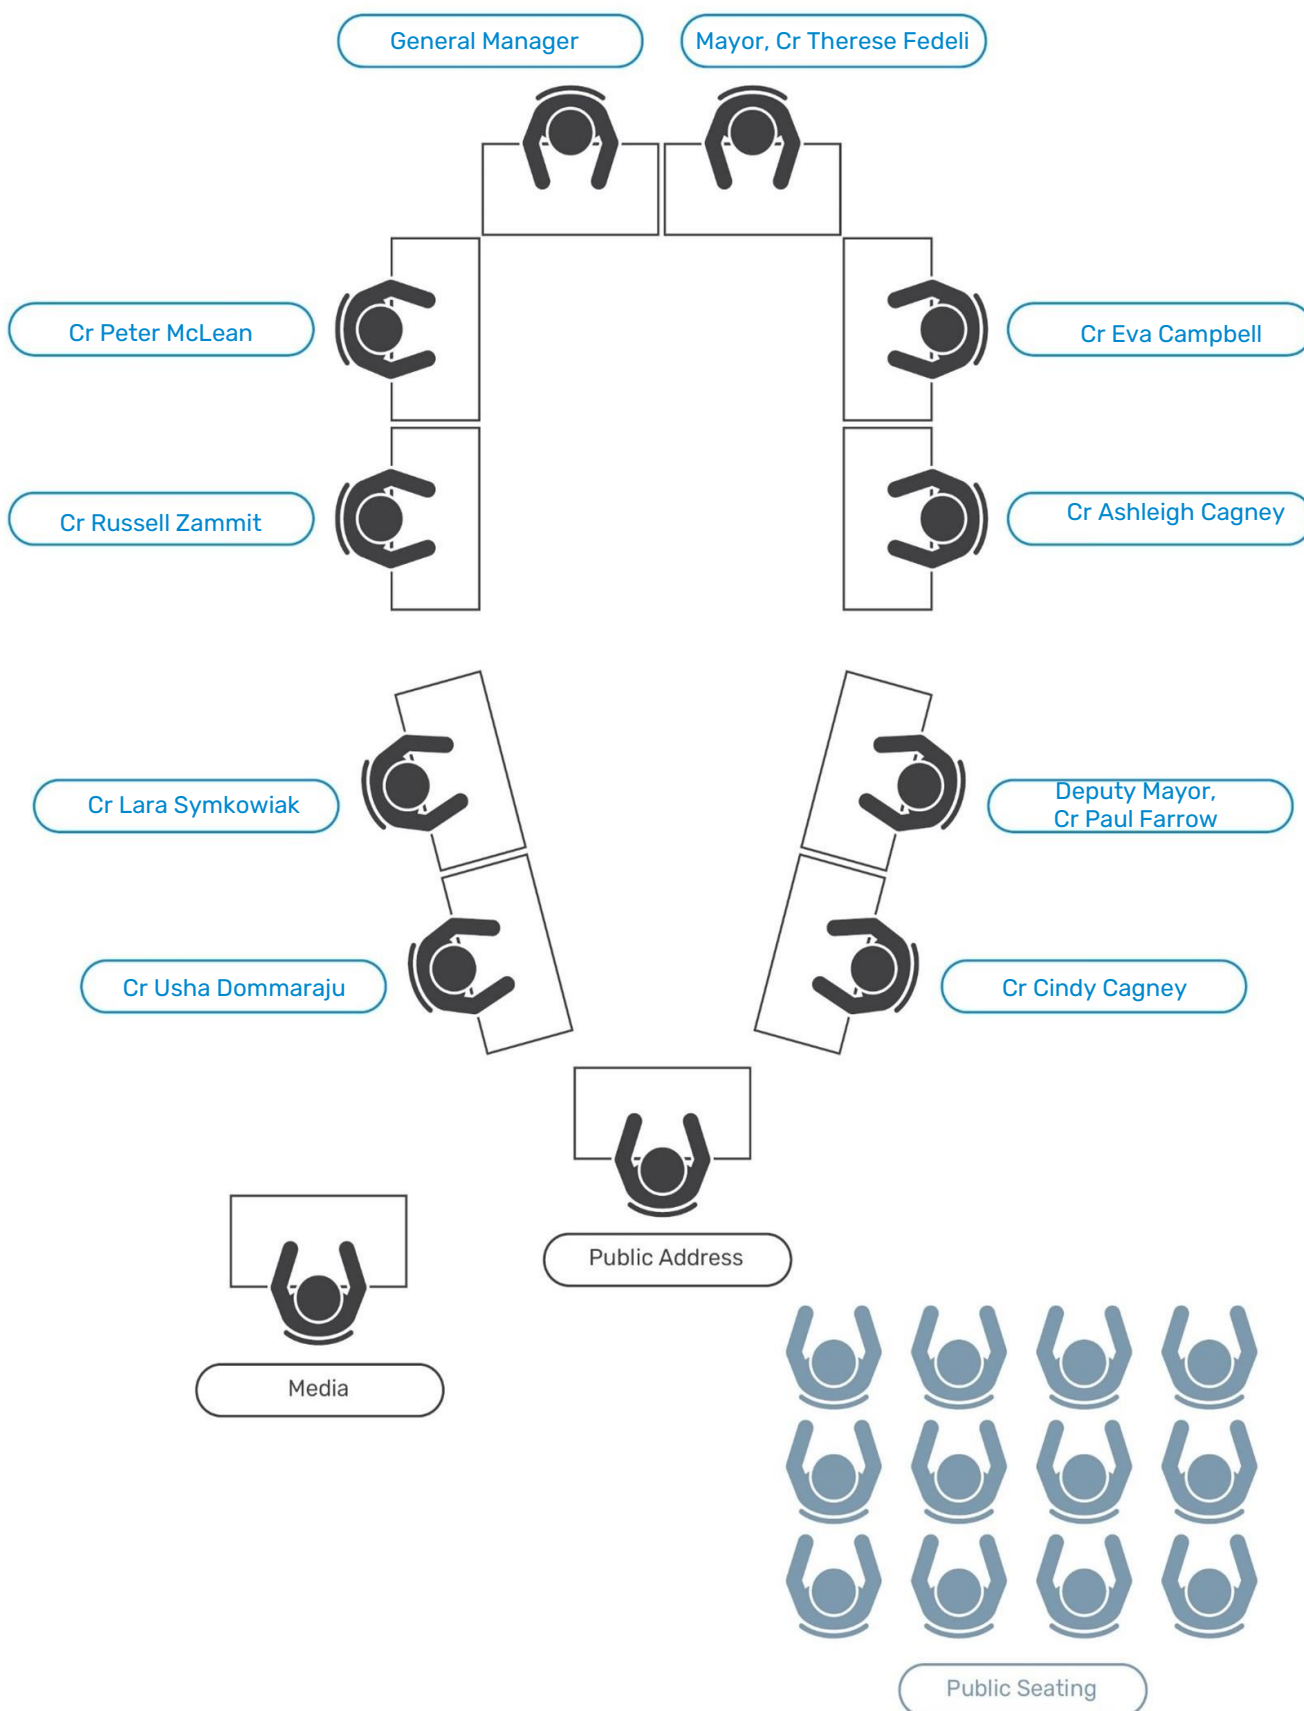 General Manager
Mayor, Cr Therese Fedeli
Cr Peter McLean
Cr Eva Campbell
Cr Russell Zammit
Cr Ashleigh Cagney
Cr Lara Symkowiak
Deputy Mayor,
Cr Paul Farrow
Cr Usha Dommaraju
Cr Cindy Cagney
Public Address
Media
Public Seating